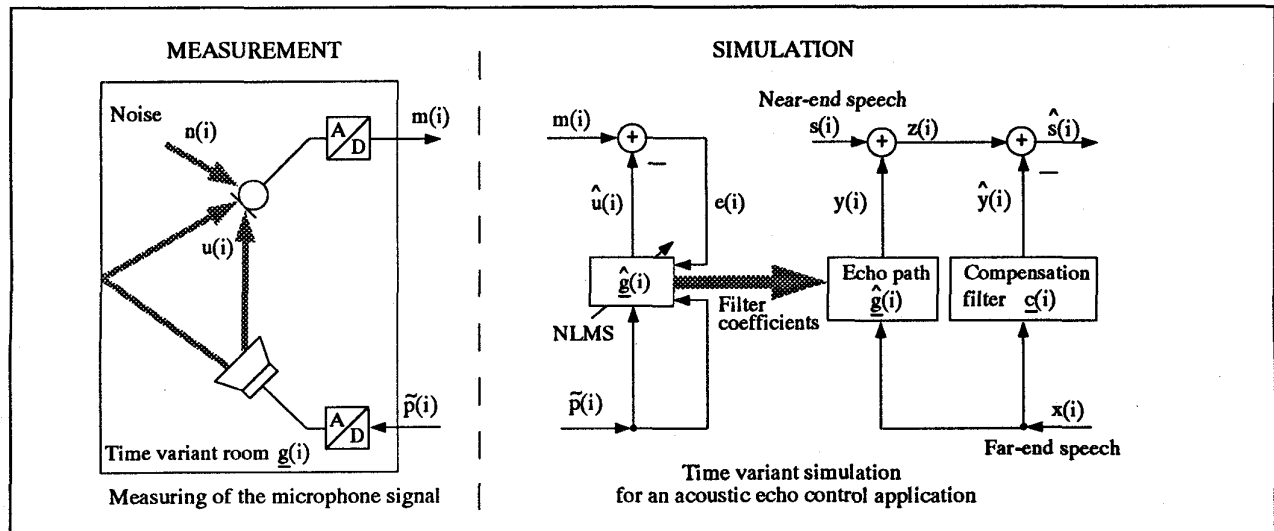 MEASUREMENT
Noise
n(i)
A
D
m(i)
u(i)
A
D
p̃(i)
Time variant room g̲(i)
Measuring of the microphone signal
SIMULATION
m(i)
+
−
û(i)
e(i)
ĝ̲(i)
NLMS
p̃(i)
Filter
coefficients
Near-end speech
s(i)
+
z(i)
+
ŝ(i)
−
y(i)
ŷ(i)
Echo path
ĝ̲(i)
Compensation
filter c̲(i)
x(i)
Far-end speech
Time variant simulation
for an acoustic echo control application